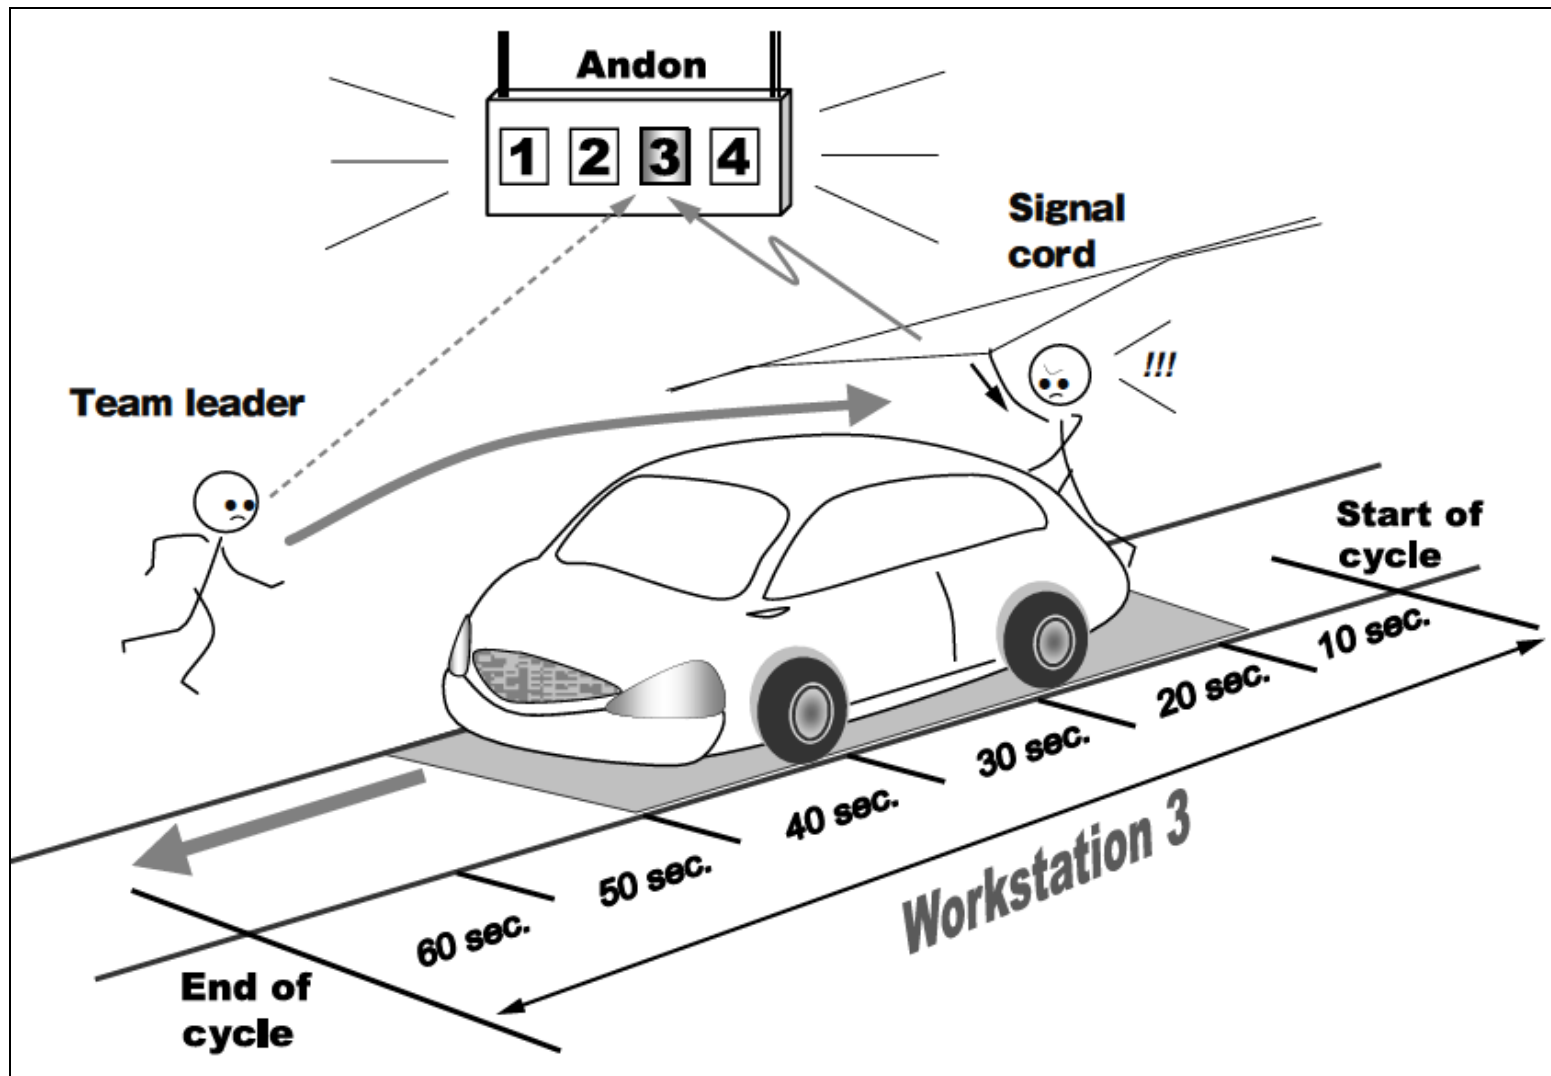 Andon
1 2 3 4
Signal
cord
!!!
Team leader
Start of
cycle
10 sec.
20 sec.
30 sec.
40 sec.
50 sec.
60 sec.
Workstation 3
End of
cycle